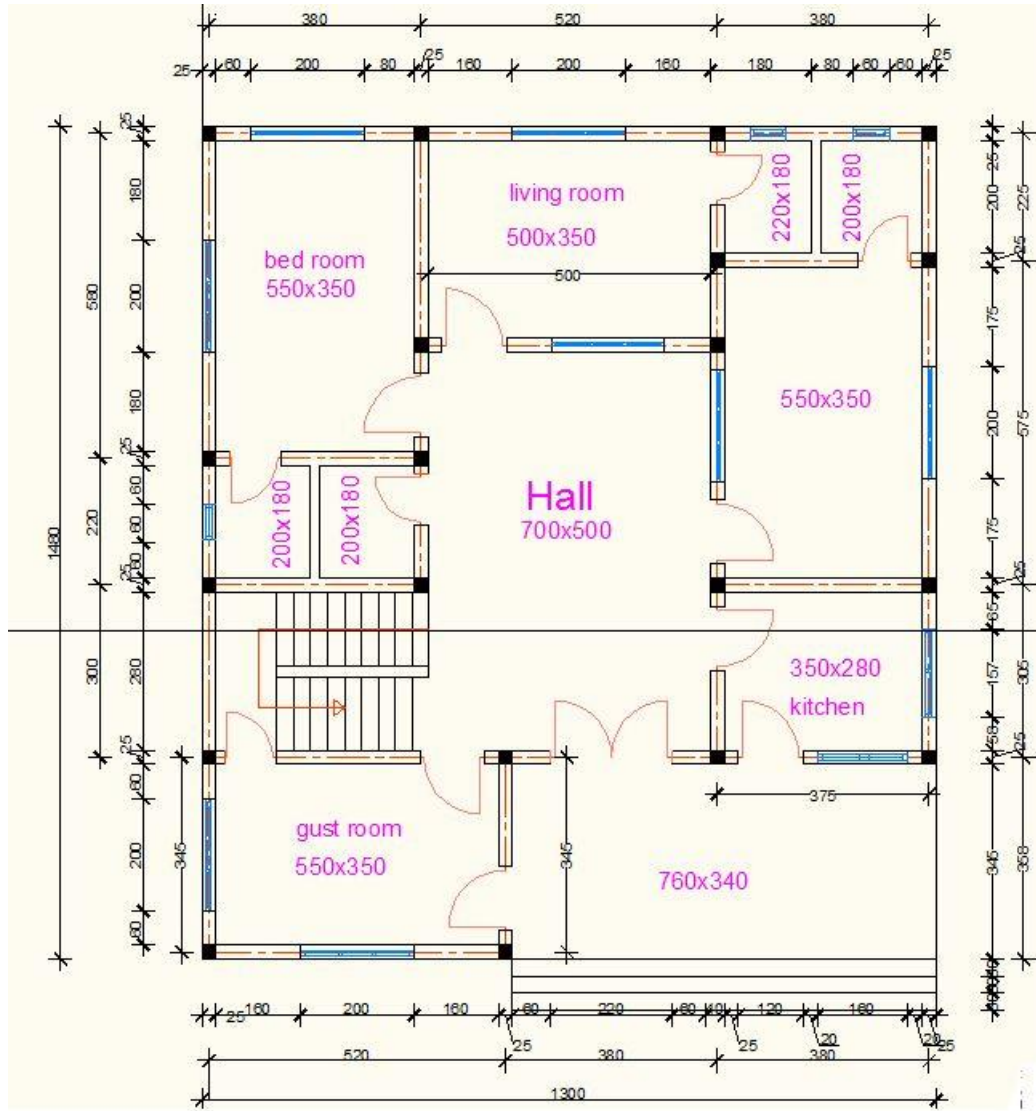 380 520 380
25 60 200 80 25 160 200 160 180 80 60 60 25
living room
500x350
500
bed room
550x350
220x180
200x180
550x350
Hall
700x500
200x180
200x180
350x280
kitchen
gust room
550x350
760x340
375
345
345
25 180 200 180 25 60 60 60 25 280 25 60 200 60
580 220 300
1480
25 200 25 175 200 175 25 65 157 58 345
225 575 305 25 358
25 160 200 160 25 60 220 60 40 25 120 20 160 20 25
520 380 380
1300